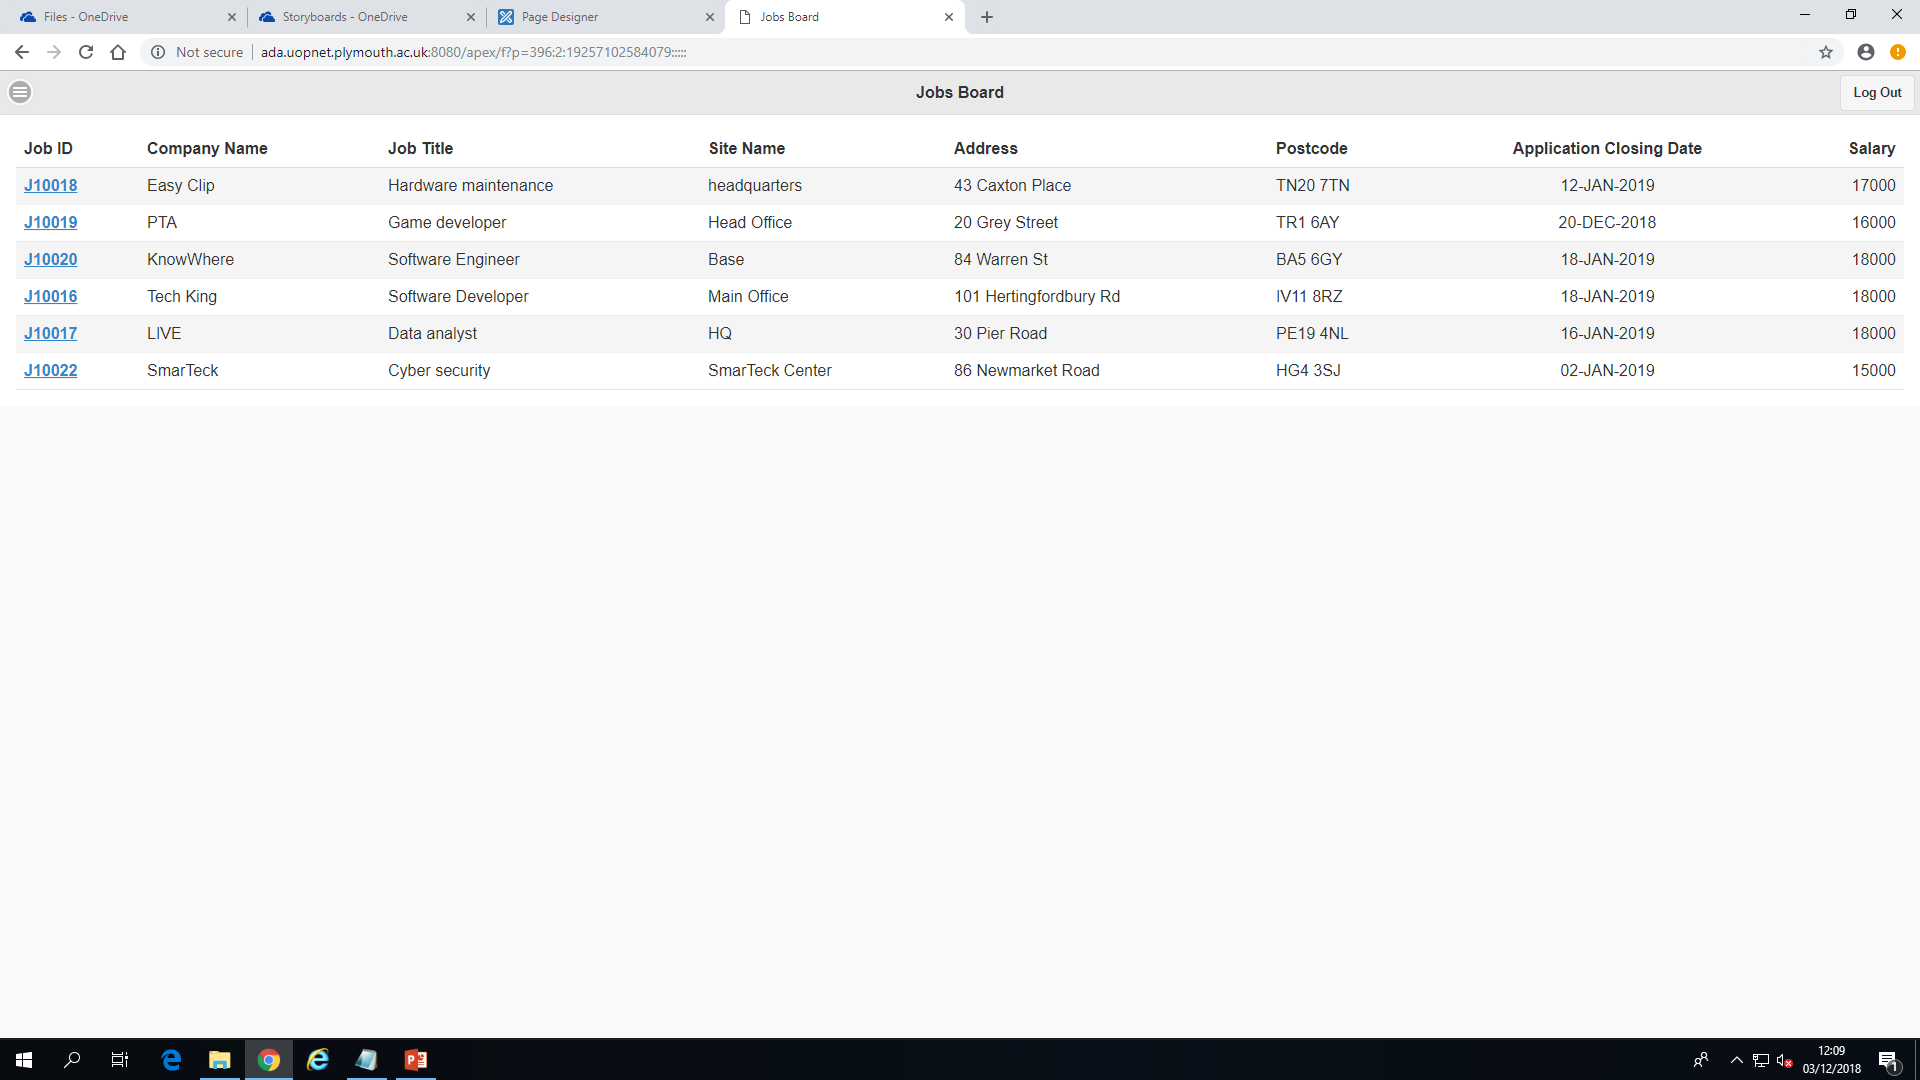 Files - OneDrive Storyboards - OneDrive Page Designer Jobs Board
Not secure ada.uopnet.plymouth.ac.uk:8080/apex/f?p=396:2:19257102584079:::::
Jobs Board Log Out
Job ID Company Name Job Title Site Name Address Postcode Application Closing Date Salary
J10018 Easy Clip Hardware maintenance headquarters 43 Caxton Place TN20 7TN 12-JAN-2019 17000
J10019 PTA Game developer Head Office 20 Grey Street TR1 6AY 20-DEC-2018 16000
J10020 KnowWhere Software Engineer Base 84 Warren St BA5 6GY 18-JAN-2019 18000
J10016 Tech King Software Developer Main Office 101 Hertingfordbury Rd IV11 8RZ 18-JAN-2019 18000
J10017 LIVE Data analyst HQ 30 Pier Road PE19 4NL 16-JAN-2019 18000
J10022 SmarTeck Cyber security SmarTeck Center 86 Newmarket Road HG4 3SJ 02-JAN-2019 15000
12:09
03/12/2018
1